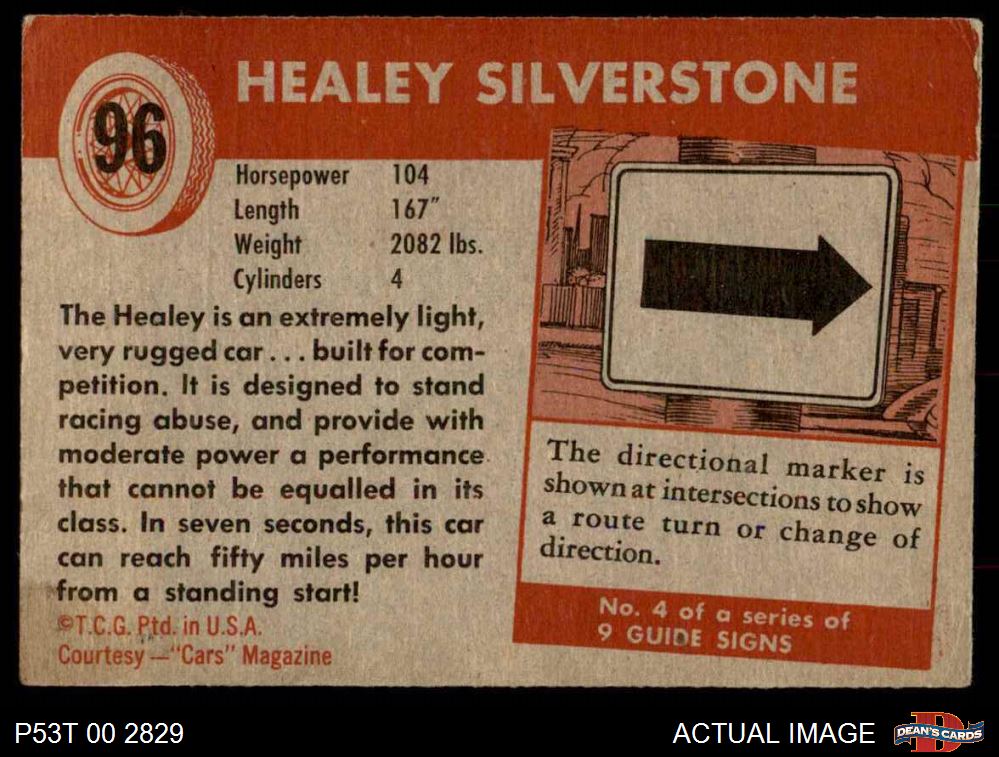 96
HEALEY SILVERSTONE
Horsepower 104
Length 167"
Weight 2082 lbs.
Cylinders 4
The Healey is an extremely light,
very rugged car... built for com-
petition. It is designed to stand
racing abuse, and provide with
moderate power a performance
that cannot be equalled in its
class. In seven seconds, this car
can reach fifty miles per hour
from a standing start!
©T.C.G. Ptd. in U.S.A.
Courtesy —"Cars" Magazine
The directional marker is
shown at intersections to show
a route turn or change of
direction.
No. 4 of a series of
9 GUIDE SIGNS
P53T 00 2829
ACTUAL IMAGE
D
DEAN'S CARDS